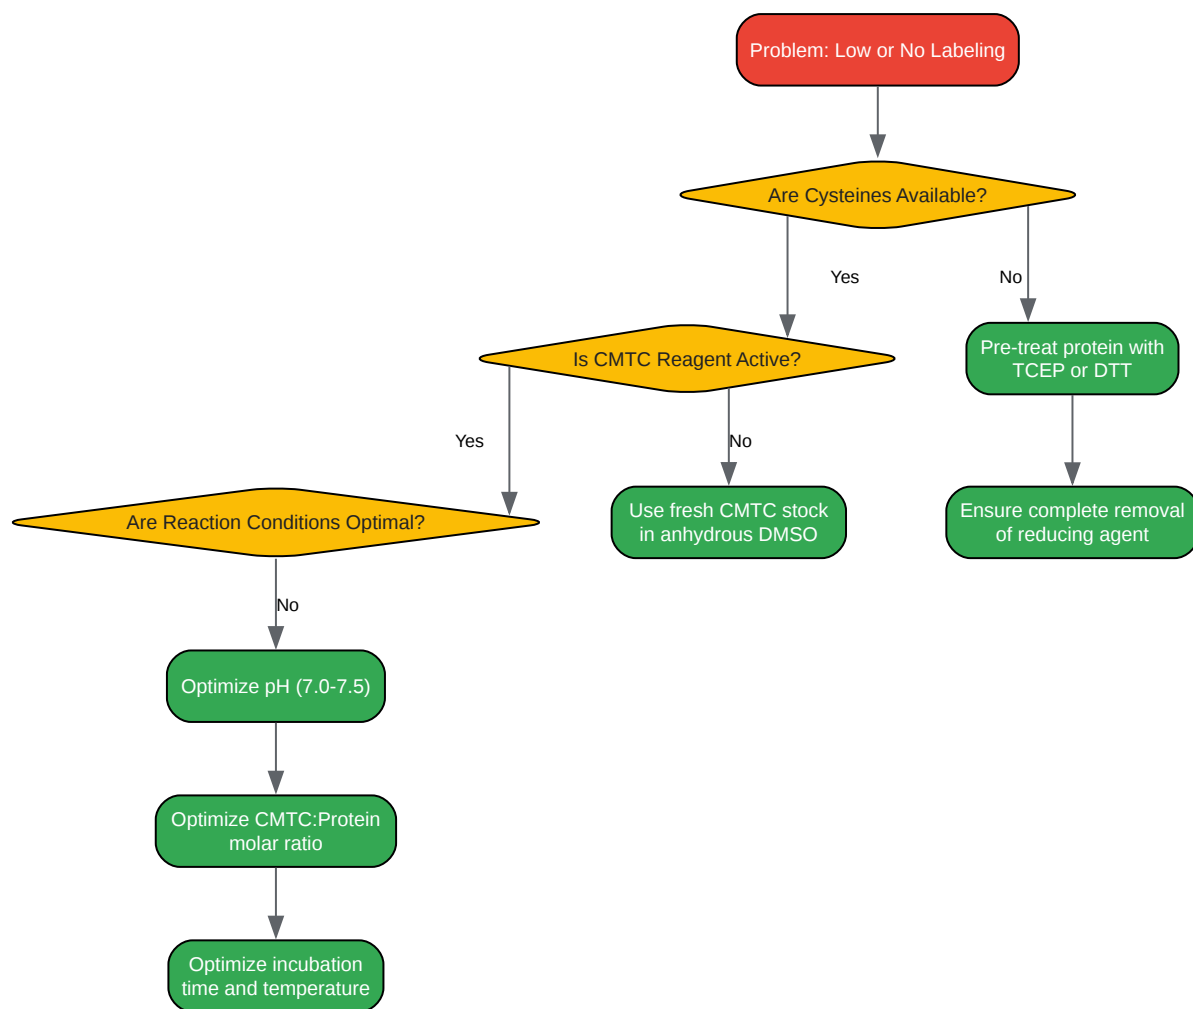 Problem: Low or No Labeling
Are Cysteines Available?
Yes
No
Is CMTC Reagent Active?
Pre-treat protein with
TCEP or DTT
Yes
No
Are Reaction Conditions Optimal?
Use fresh CMTC stock
in anhydrous DMSO
Ensure complete removal
of reducing agent
No
Optimize pH (7.0-7.5)
Optimize CMTC:Protein
molar ratio
Optimize incubation
time and temperature